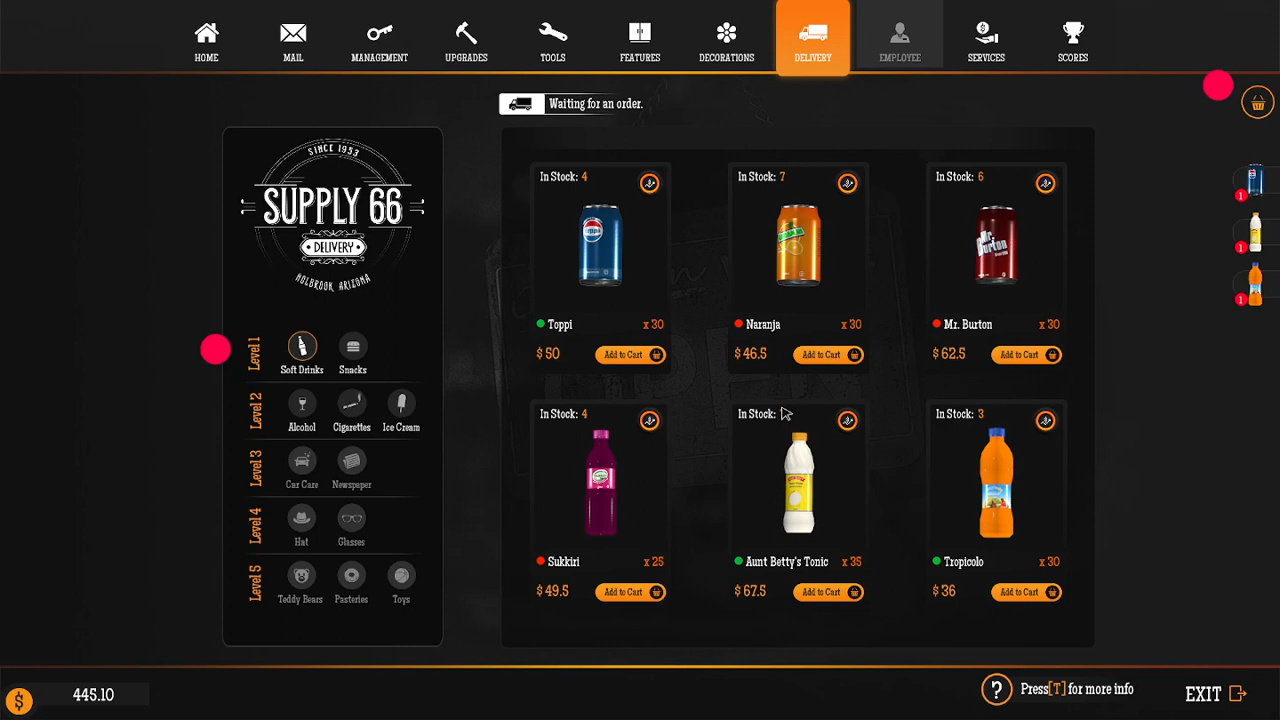 HOME MAIL MANAGEMENT UPGRADES TOOLS FEATURES DECORATIONS DELIVERY EMPLOYEE SERVICES SCORES
Waiting for an order.
SINCE 1953
SUPPLY 66
DELIVERY
HOLBROOK, ARIZONA
Level 1
Soft Drinks Snacks
Level 2
Alcohol Cigarettes Ice Cream
Level 3
Car Care Newspaper
Level 4
Hat Glasses
Level 5
Teddy Bears Pasteries Toys
In Stock: 4
Toppi x 30
$ 50 Add to Cart
In Stock: 7
Naranja x 30
$ 46.5 Add to Cart
In Stock: 6
Mr. Burton
Mr. Burton x 30
$ 62.5 Add to Cart
In Stock: 4
Sukkiri x 25
$ 49.5 Add to Cart
In Stock:
Aunt Betty's Tonic x 35
$ 67.5 Add to Cart
In Stock: 3
Tropicolo x 30
$ 36 Add to Cart
1
1
1
$ 445.10
? Press[T] for more info
EXIT